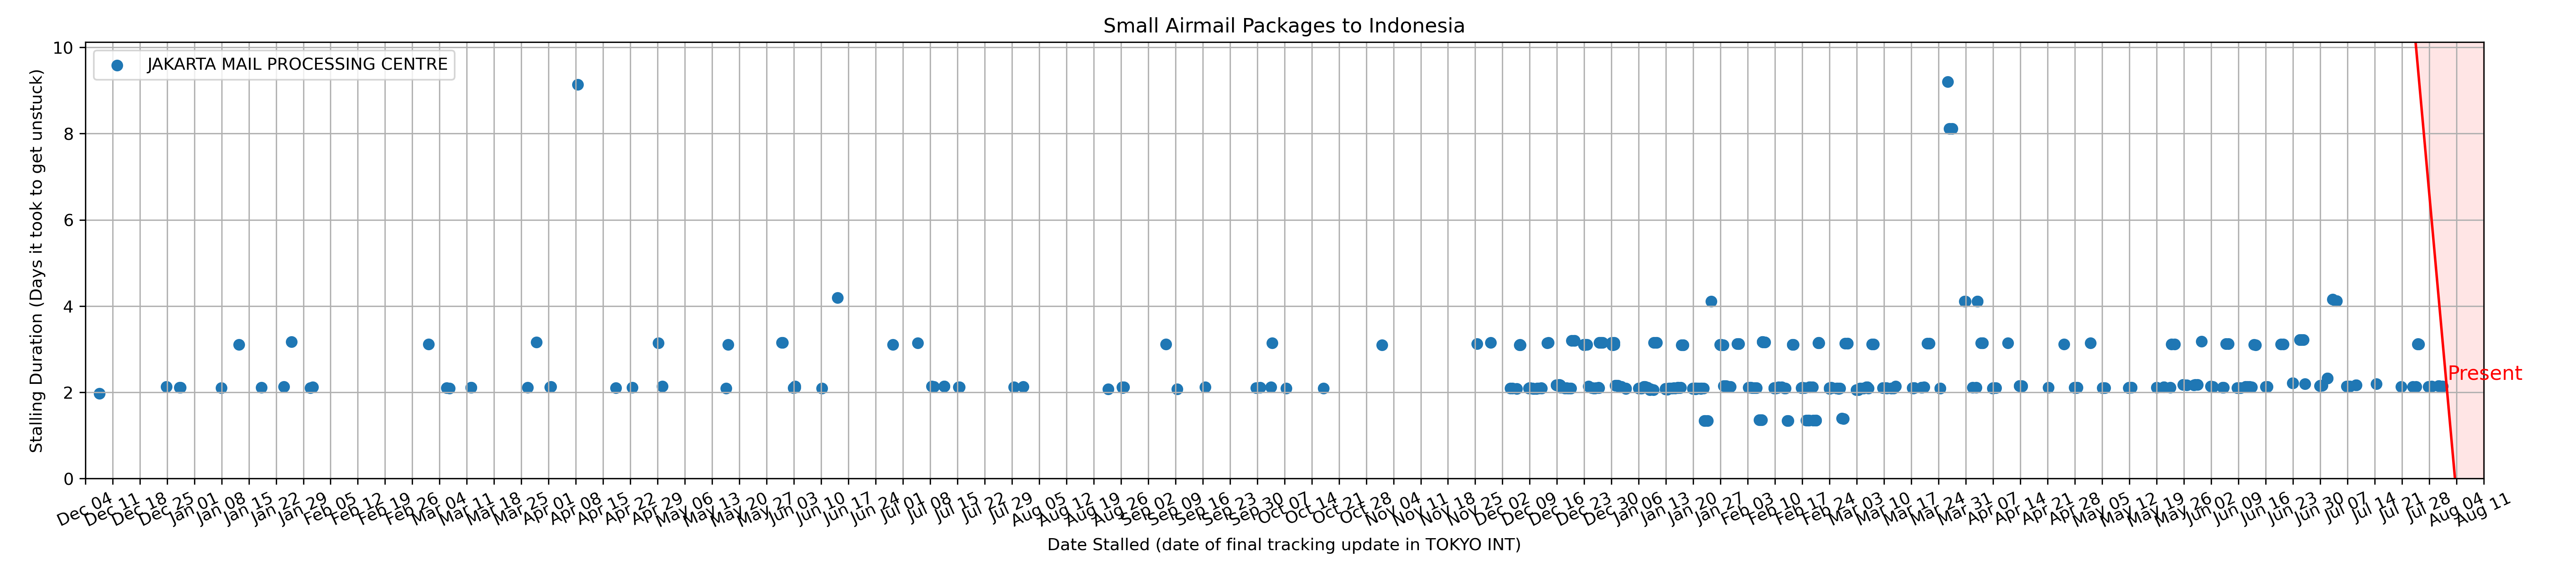 Small Airmail Packages to Indonesia
JAKARTA MAIL PROCESSING CENTRE
Stalling Duration (Days it took to get unstuck)
10
8
6
4
2
0
Present
Dec 04
Dec 11
Dec 18
Dec 25
Jan 01
Jan 08
Jan 15
Jan 22
Jan 29
Feb 05
Feb 12
Feb 19
Feb 26
Mar 04
Mar 11
Mar 18
Mar 25
Apr 01
Apr 08
Apr 15
Apr 22
Apr 29
May 06
May 13
May 20
May 27
Jun 03
Jun 10
Jun 17
Jun 24
Jul 01
Jul 08
Jul 15
Jul 22
Jul 29
Aug 05
Aug 12
Aug 19
Aug 26
Sep 02
Sep 09
Sep 16
Sep 23
Sep 30
Oct 07
Oct 14
Oct 21
Oct 28
Nov 04
Nov 11
Nov 18
Nov 25
Dec 02
Dec 09
Dec 16
Dec 23
Dec 30
Jan 06
Jan 13
Jan 20
Jan 27
Feb 03
Feb 10
Feb 17
Feb 24
Mar 03
Mar 10
Mar 17
Mar 24
Mar 31
Apr 07
Apr 14
Apr 21
Apr 28
May 05
May 12
May 19
May 26
Jun 02
Jun 09
Jun 16
Jun 23
Jun 30
Jul 07
Jul 14
Jul 21
Jul 28
Aug 04
Aug 11
Date Stalled (date of final tracking update in TOKYO INT)